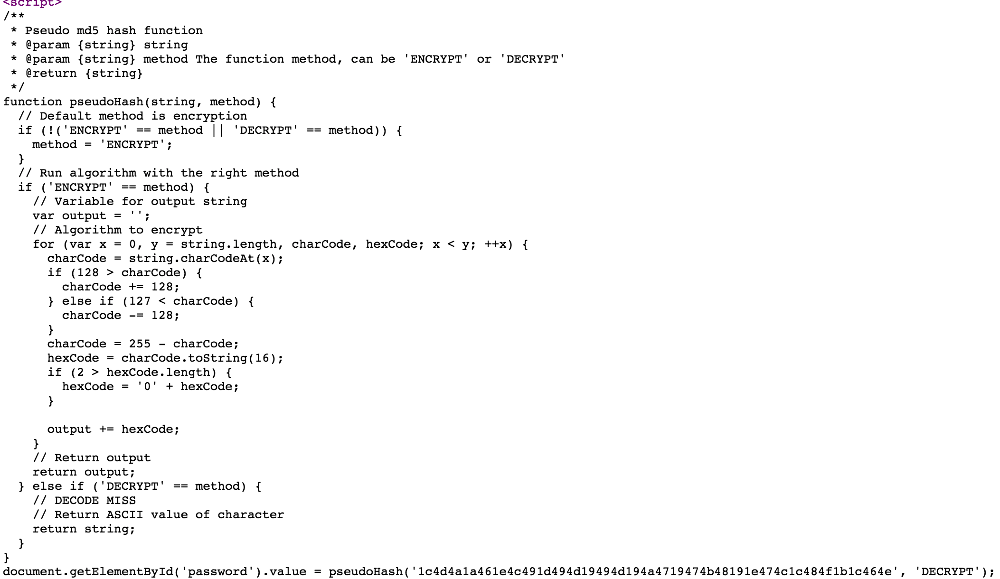 <script>
/**
 * Pseudo md5 hash function
 * @param {string} string
 * @param {string} method The function method, can be 'ENCRYPT' or 'DECRYPT'
 * @return {string}
 */
function pseudoHash(string, method) {
  // Default method is encryption
  if (!('ENCRYPT' == method || 'DECRYPT' == method)) {
    method = 'ENCRYPT';
  }
  // Run algorithm with the right method
  if ('ENCRYPT' == method) {
    // Variable for output string
    var output = '';
    // Algorithm to encrypt
    for (var x = 0, y = string.length, charCode, hexCode; x < y; ++x) {
      charCode = string.charCodeAt(x);
      if (128 > charCode) {
        charCode += 128;
      } else if (127 < charCode) {
        charCode -= 128;
      }
      charCode = 255 - charCode;
      hexCode = charCode.toString(16);
      if (2 > hexCode.length) {
        hexCode = '0' + hexCode;
      }

      output += hexCode;
    }
    // Return output
    return output;
  } else if ('DECRYPT' == method) {
    // DECODE MISS
    // Return ASCII value of character
    return string;
  }
}
document.getElementById('password').value = pseudoHash('1c4d4a1a461e4c491d494d19494d194a4719474b48191e474c1c484f1b1c464e', 'DECRYPT');